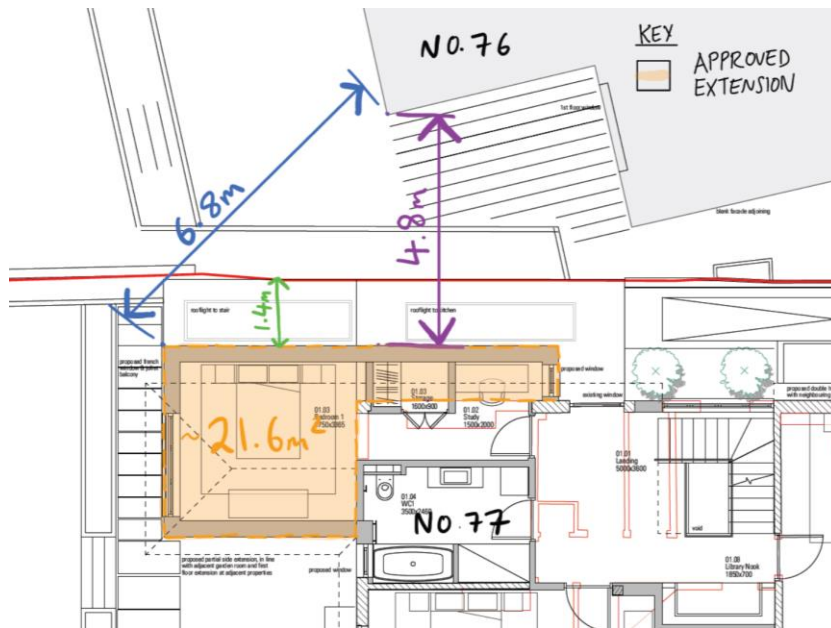 NO.76
KEY
APPROVED
EXTENSION
1st floor window
6.8m
4.8m
blank facade adjoining
1.4m
rooflight to stair
rooflight to kitchen
proposed french
window & juliet
balcony
proposed window
existing window
proposed double
with neighbouring
01.03
Bedroom 1
01.03
Storage
1600x900
01.02
Study
1500x2000
~21.6m²
01.01
Landing
5000x3600
01.04
WC1
NO.77
void
01.08
Library Nook
1850x700
proposed partial side extension, in line
with adjacent garden room and first
floor extension at adjacent properties
proposed window